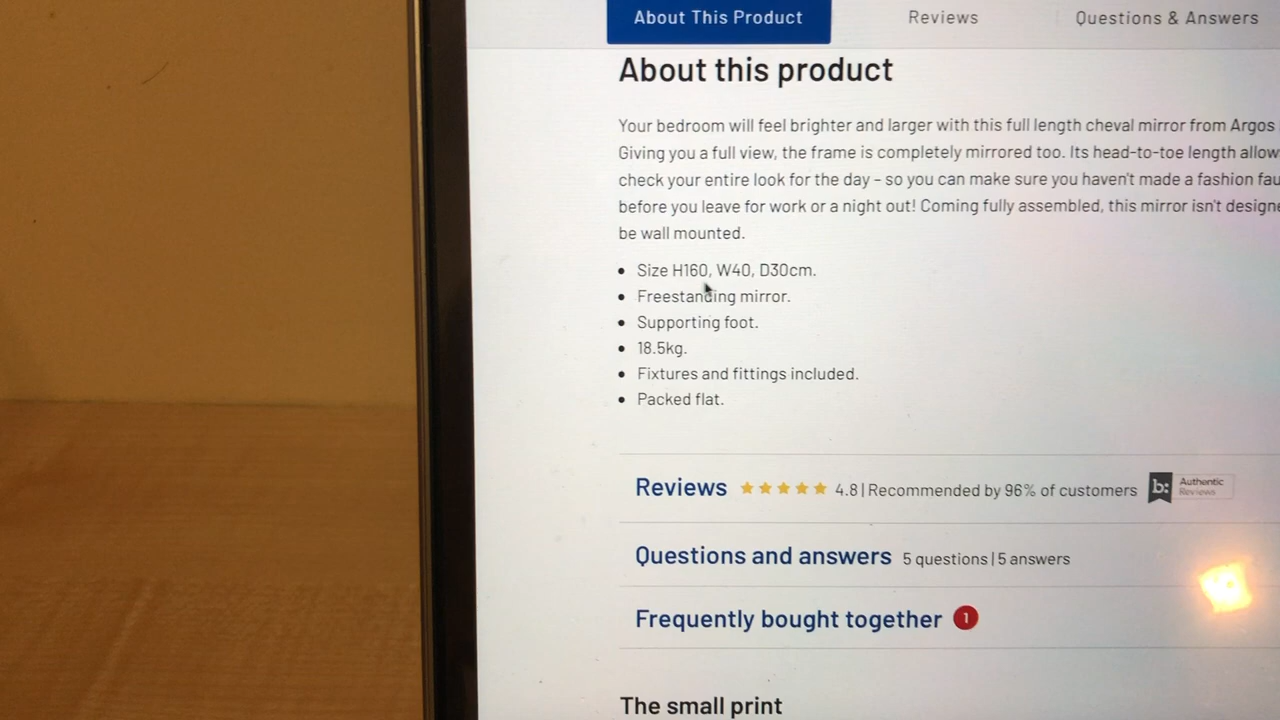 About This Product Reviews Questions & Answers
About this product
Your bedroom will feel brighter and larger with this full length cheval mirror from Argos
Giving you a full view, the frame is completely mirrored too. Its head-to-toe length allow
check your entire look for the day – so you can make sure you haven't made a fashion fau
before you leave for work or a night out! Coming fully assembled, this mirror isn't designe
be wall mounted.
• Size H160, W40, D30cm.
• Freestanding mirror.
• Supporting foot.
• 18.5kg.
• Fixtures and fittings included.
• Packed flat.
Reviews 4.8 | Recommended by 96% of customers b: Authentic
Reviews
Questions and answers 5 questions | 5 answers
Frequently bought together 1
The small print